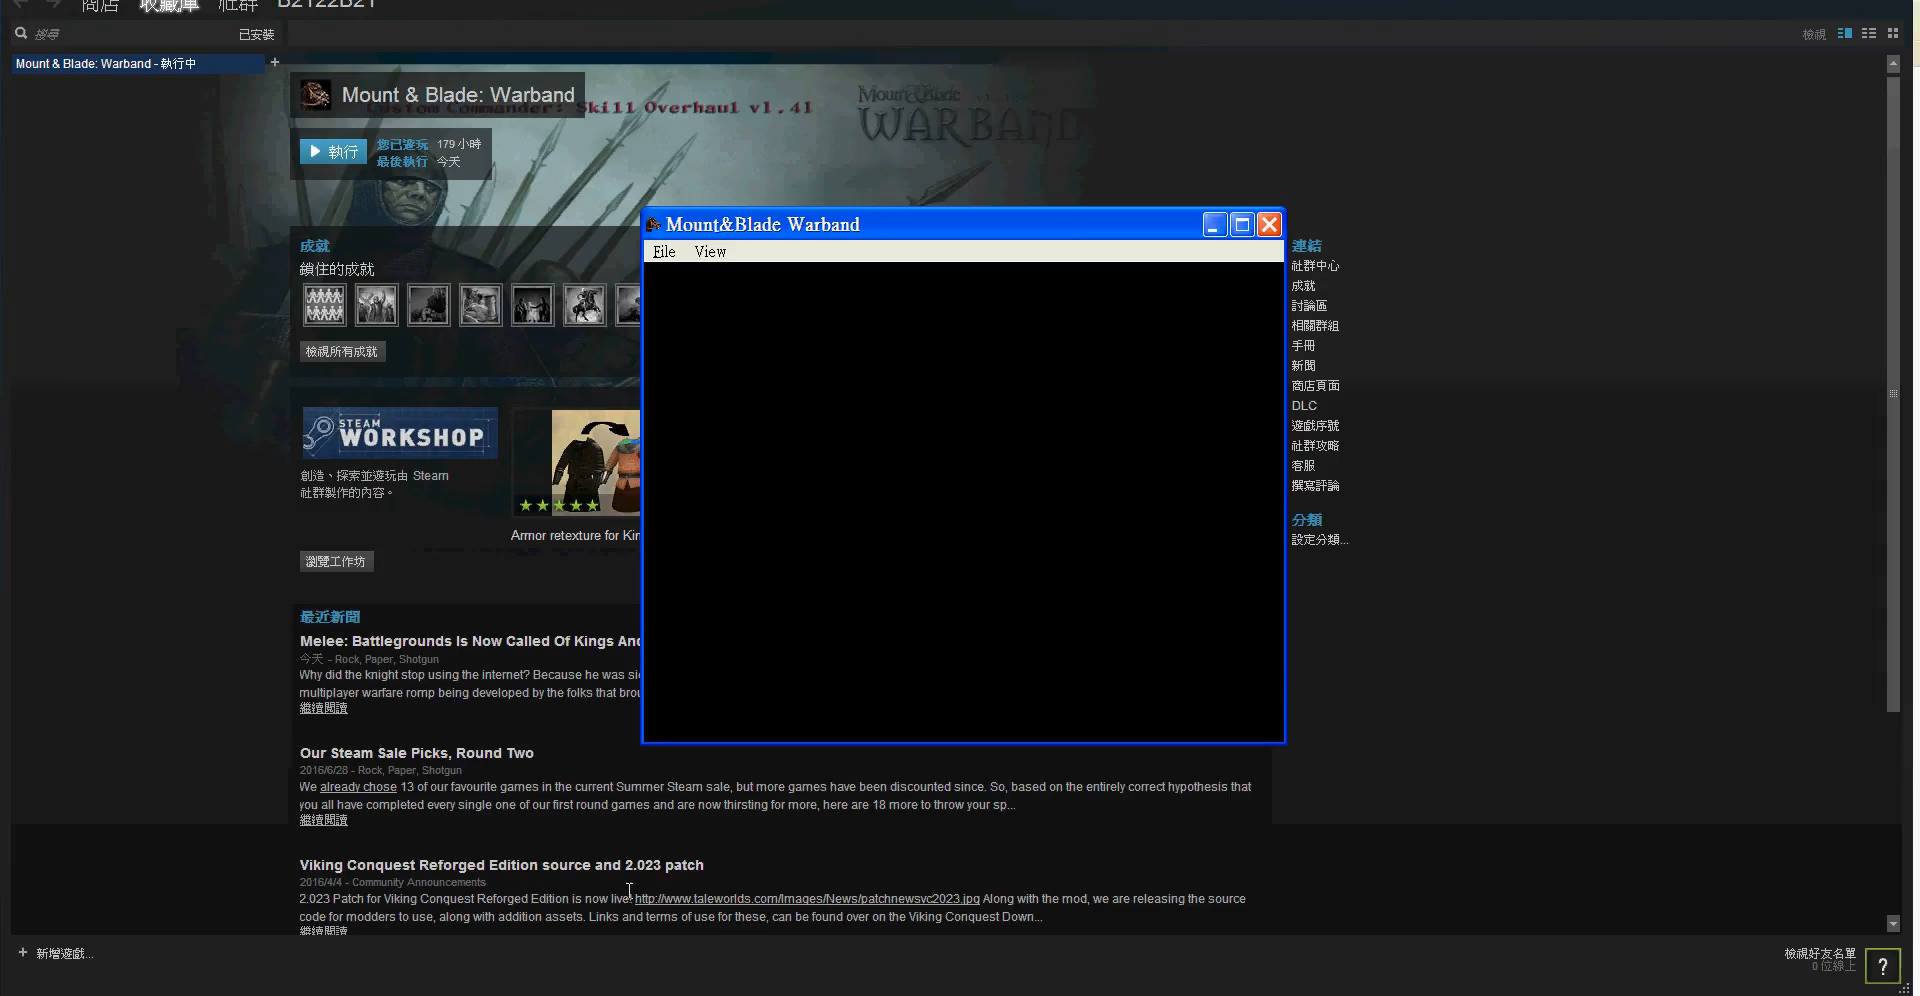 商店 收藏庫 社群 B2122B21
搜尋 已安裝 檢視
Mount & Blade: Warband - 執行中 +
Mount & Blade: Warband
Custom Commander: Skill Overhaul v1.41
Mount&Blade
WARBAND
執行 您已遊玩 179 小時
最後執行 今天
Mount&Blade Warband
File View
成就
鎖住的成就
檢視所有成就
STEAM
WORKSHOP
創造、探索並遊玩由 Steam
社群製作的內容。
Armor retexture for Kin
瀏覽工作坊
連結
社群中心
成就
討論區
相關群組
手冊
新聞
商店頁面
DLC
遊戲序號
社群攻略
客服
撰寫評論
分類
設定分類...
最近新聞
Melee: Battlegrounds Is Now Called Of Kings And
今天 - Rock, Paper, Shotgun
Why did the knight stop using the internet? Because he was si
multiplayer warfare romp being developed by the folks that brou
繼續閱讀
Our Steam Sale Picks, Round Two
2016/6/28 - Rock, Paper, Shotgun
We already chose 13 of our favourite games in the current Summer Steam sale, but more games have been discounted since. So, based on the entirely correct hypothesis that
you all have completed every single one of our first round games and are now thirsting for more, here are 18 more to throw your sp...
繼續閱讀
Viking Conquest Reforged Edition source and 2.023 patch
2016/4/4 - Community Announcements
2.023 Patch for Viking Conquest Reforged Edition is now live! http://www.taleworlds.com/Images/News/patchnewsvc2023.jpg Along with the mod, we are releasing the source
code for modders to use, along with addition assets. Links and terms of use for these, can be found over on the Viking Conquest Down...
繼續閱讀
+ 新增遊戲...
檢視好友名單
0 位線上
?